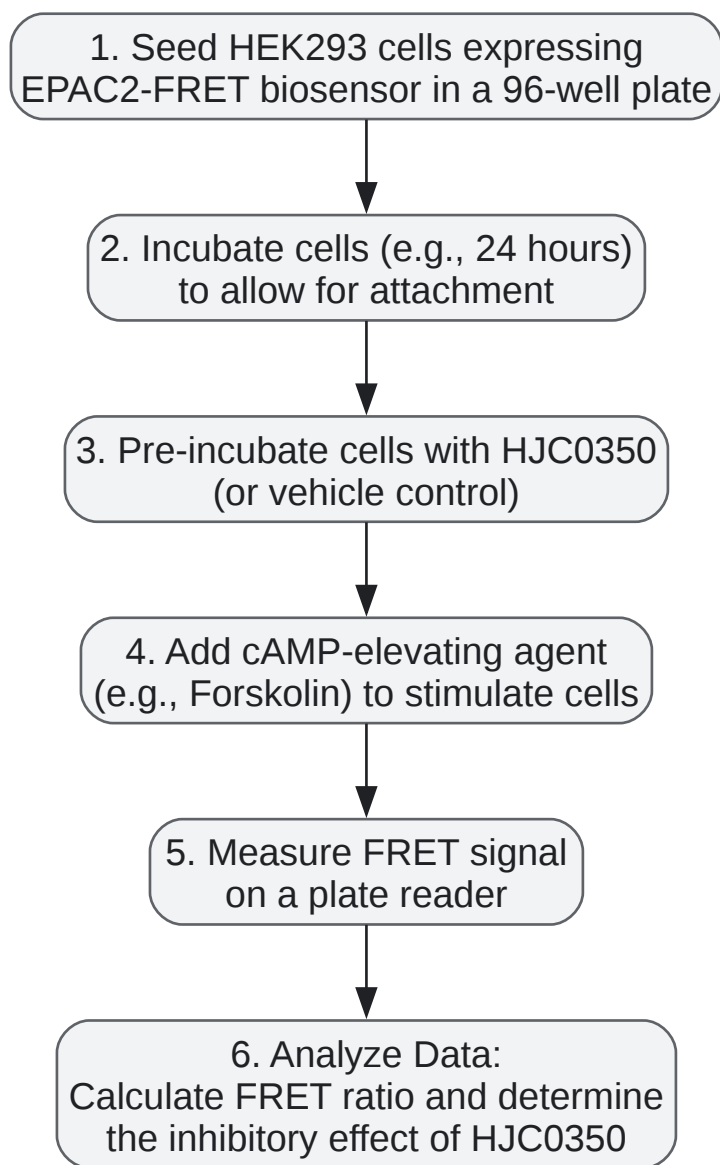 1. Seed HEK293 cells expressing
EPAC2-FRET biosensor in a 96-well plate
2. Incubate cells (e.g., 24 hours)
to allow for attachment
3. Pre-incubate cells with HJC0350
(or vehicle control)
4. Add cAMP-elevating agent
(e.g., Forskolin) to stimulate cells
5. Measure FRET signal
on a plate reader
6. Analyze Data:
Calculate FRET ratio and determine
the inhibitory effect of HJC0350